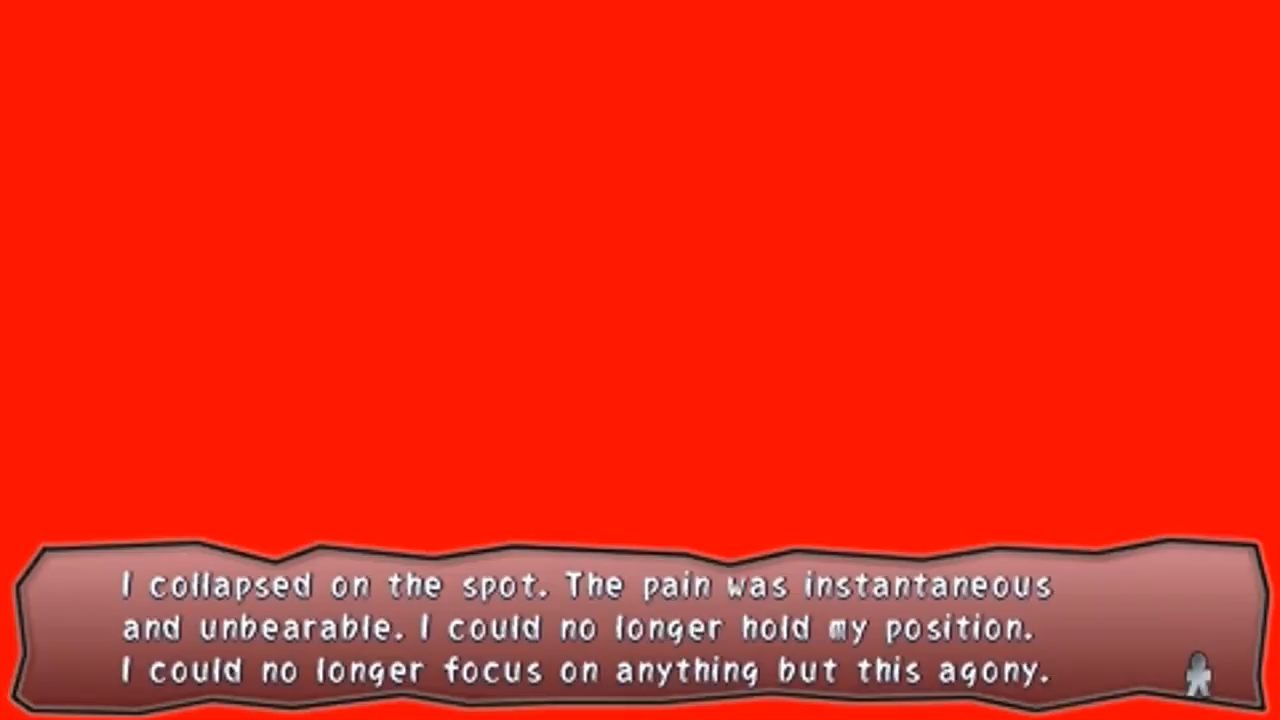 I collapsed on the spot. The pain was instantaneous
and unbearable. I could no longer hold my position.
I could no longer focus on anything but this agony.